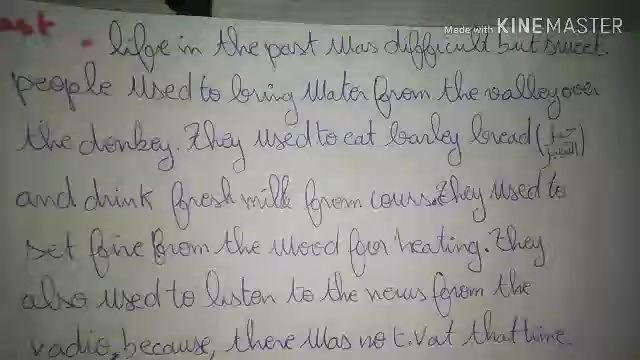 Made with KINEMASTER
ast - life in the past was difficult but sweet.
people used to bring water from the valley over
the donkey. They used to eat barley bread (خبز الشعير)
and drink fresh milk from cows. They used to
set fire from the wood for heating. They
also used to listen to the news from the
radio, because, there was no t.v at that time.